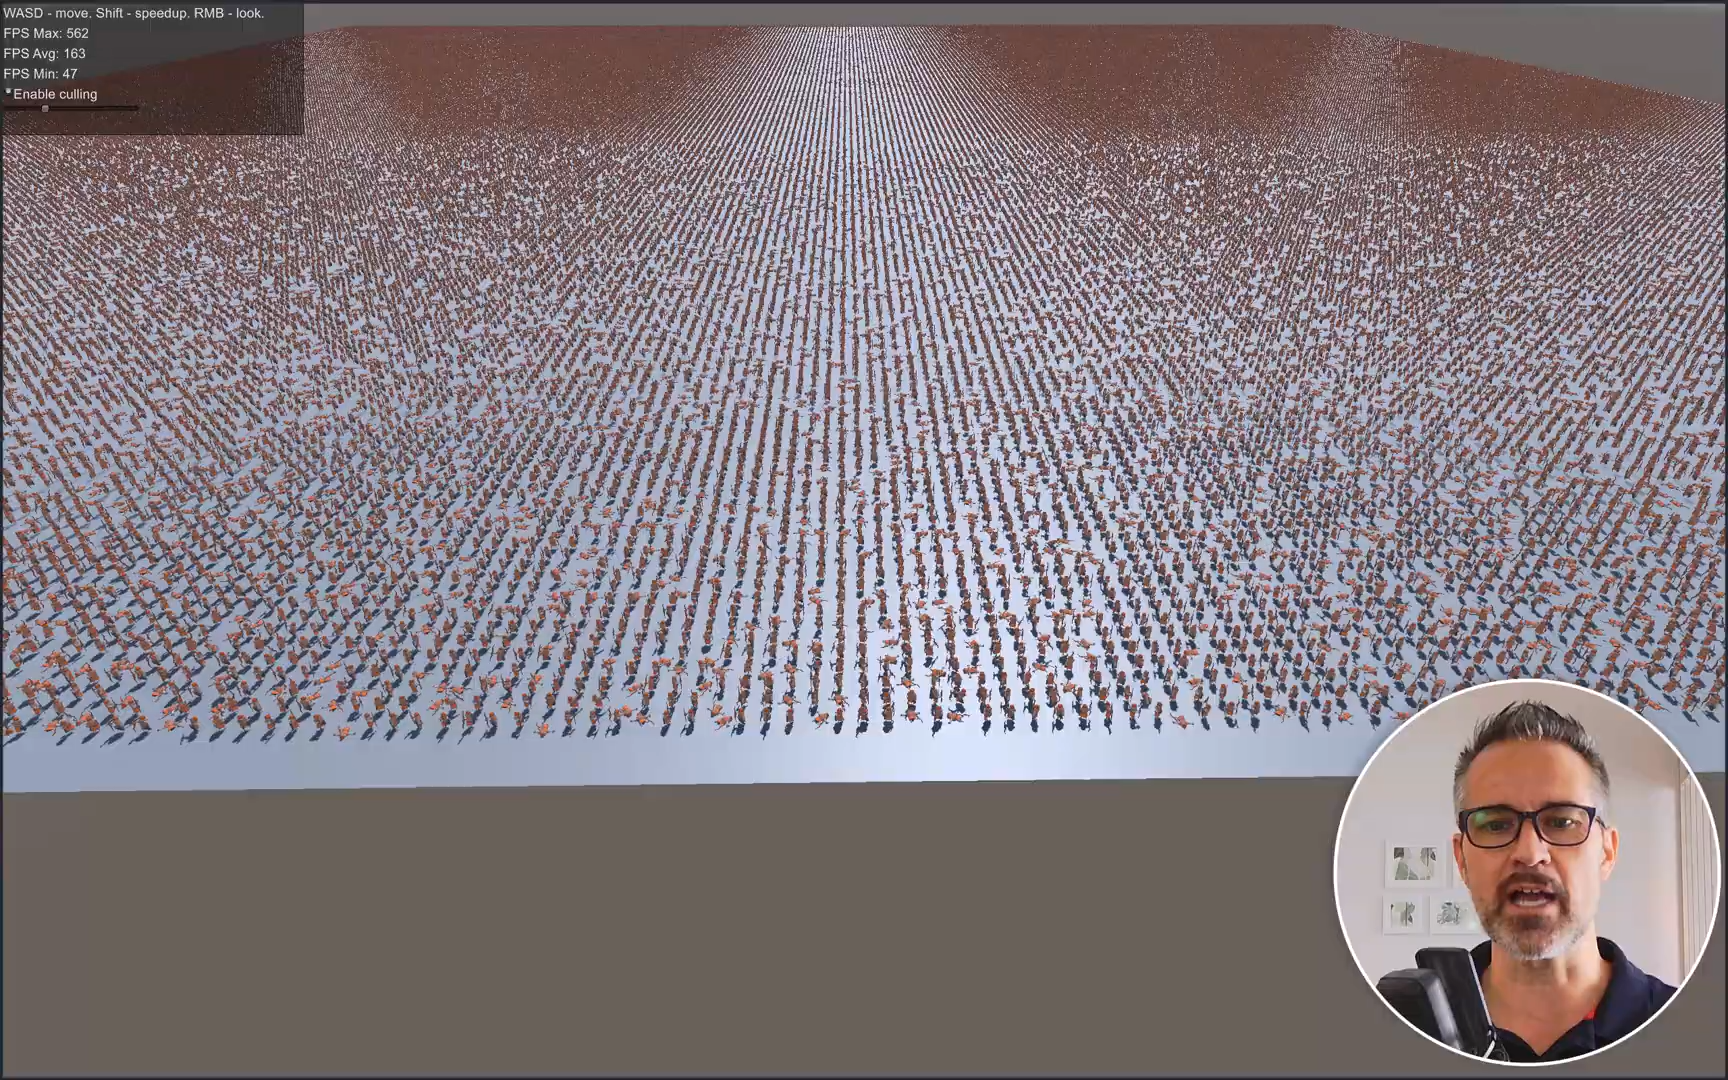 WASD - move. Shift - speedup. RMB - look.
FPS Max: 562
FPS Avg: 163
FPS Min: 47
Enable culling